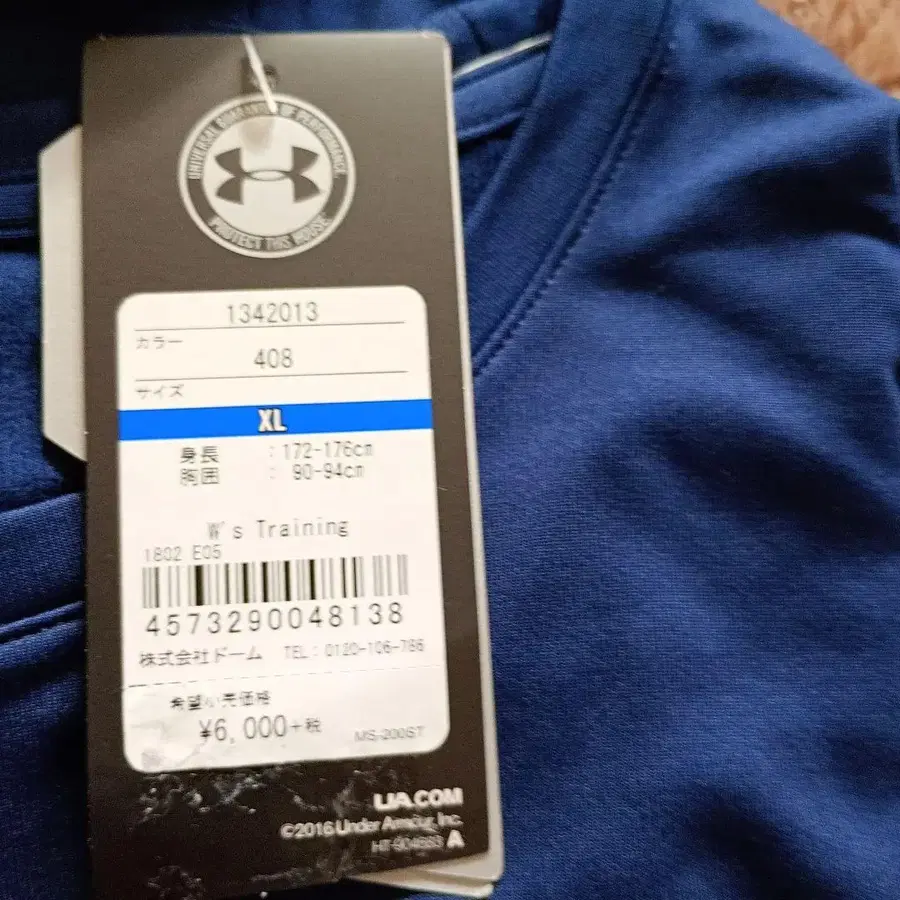 UNIVERSAL GUARANTEE OF PERFORMANCE
PROTECT THIS HOUSE
1342013
カラー
408
サイズ
XL
身長 : 172-176cm
胸囲 : 90-94cm
W's Training
1802 E05
4573290048138
株式会社ドーム TEL: 0120-106-786
希望小売価格
¥6,000+税
MS-200ST
UA.COM
©2016 Under Armour, Inc.
A